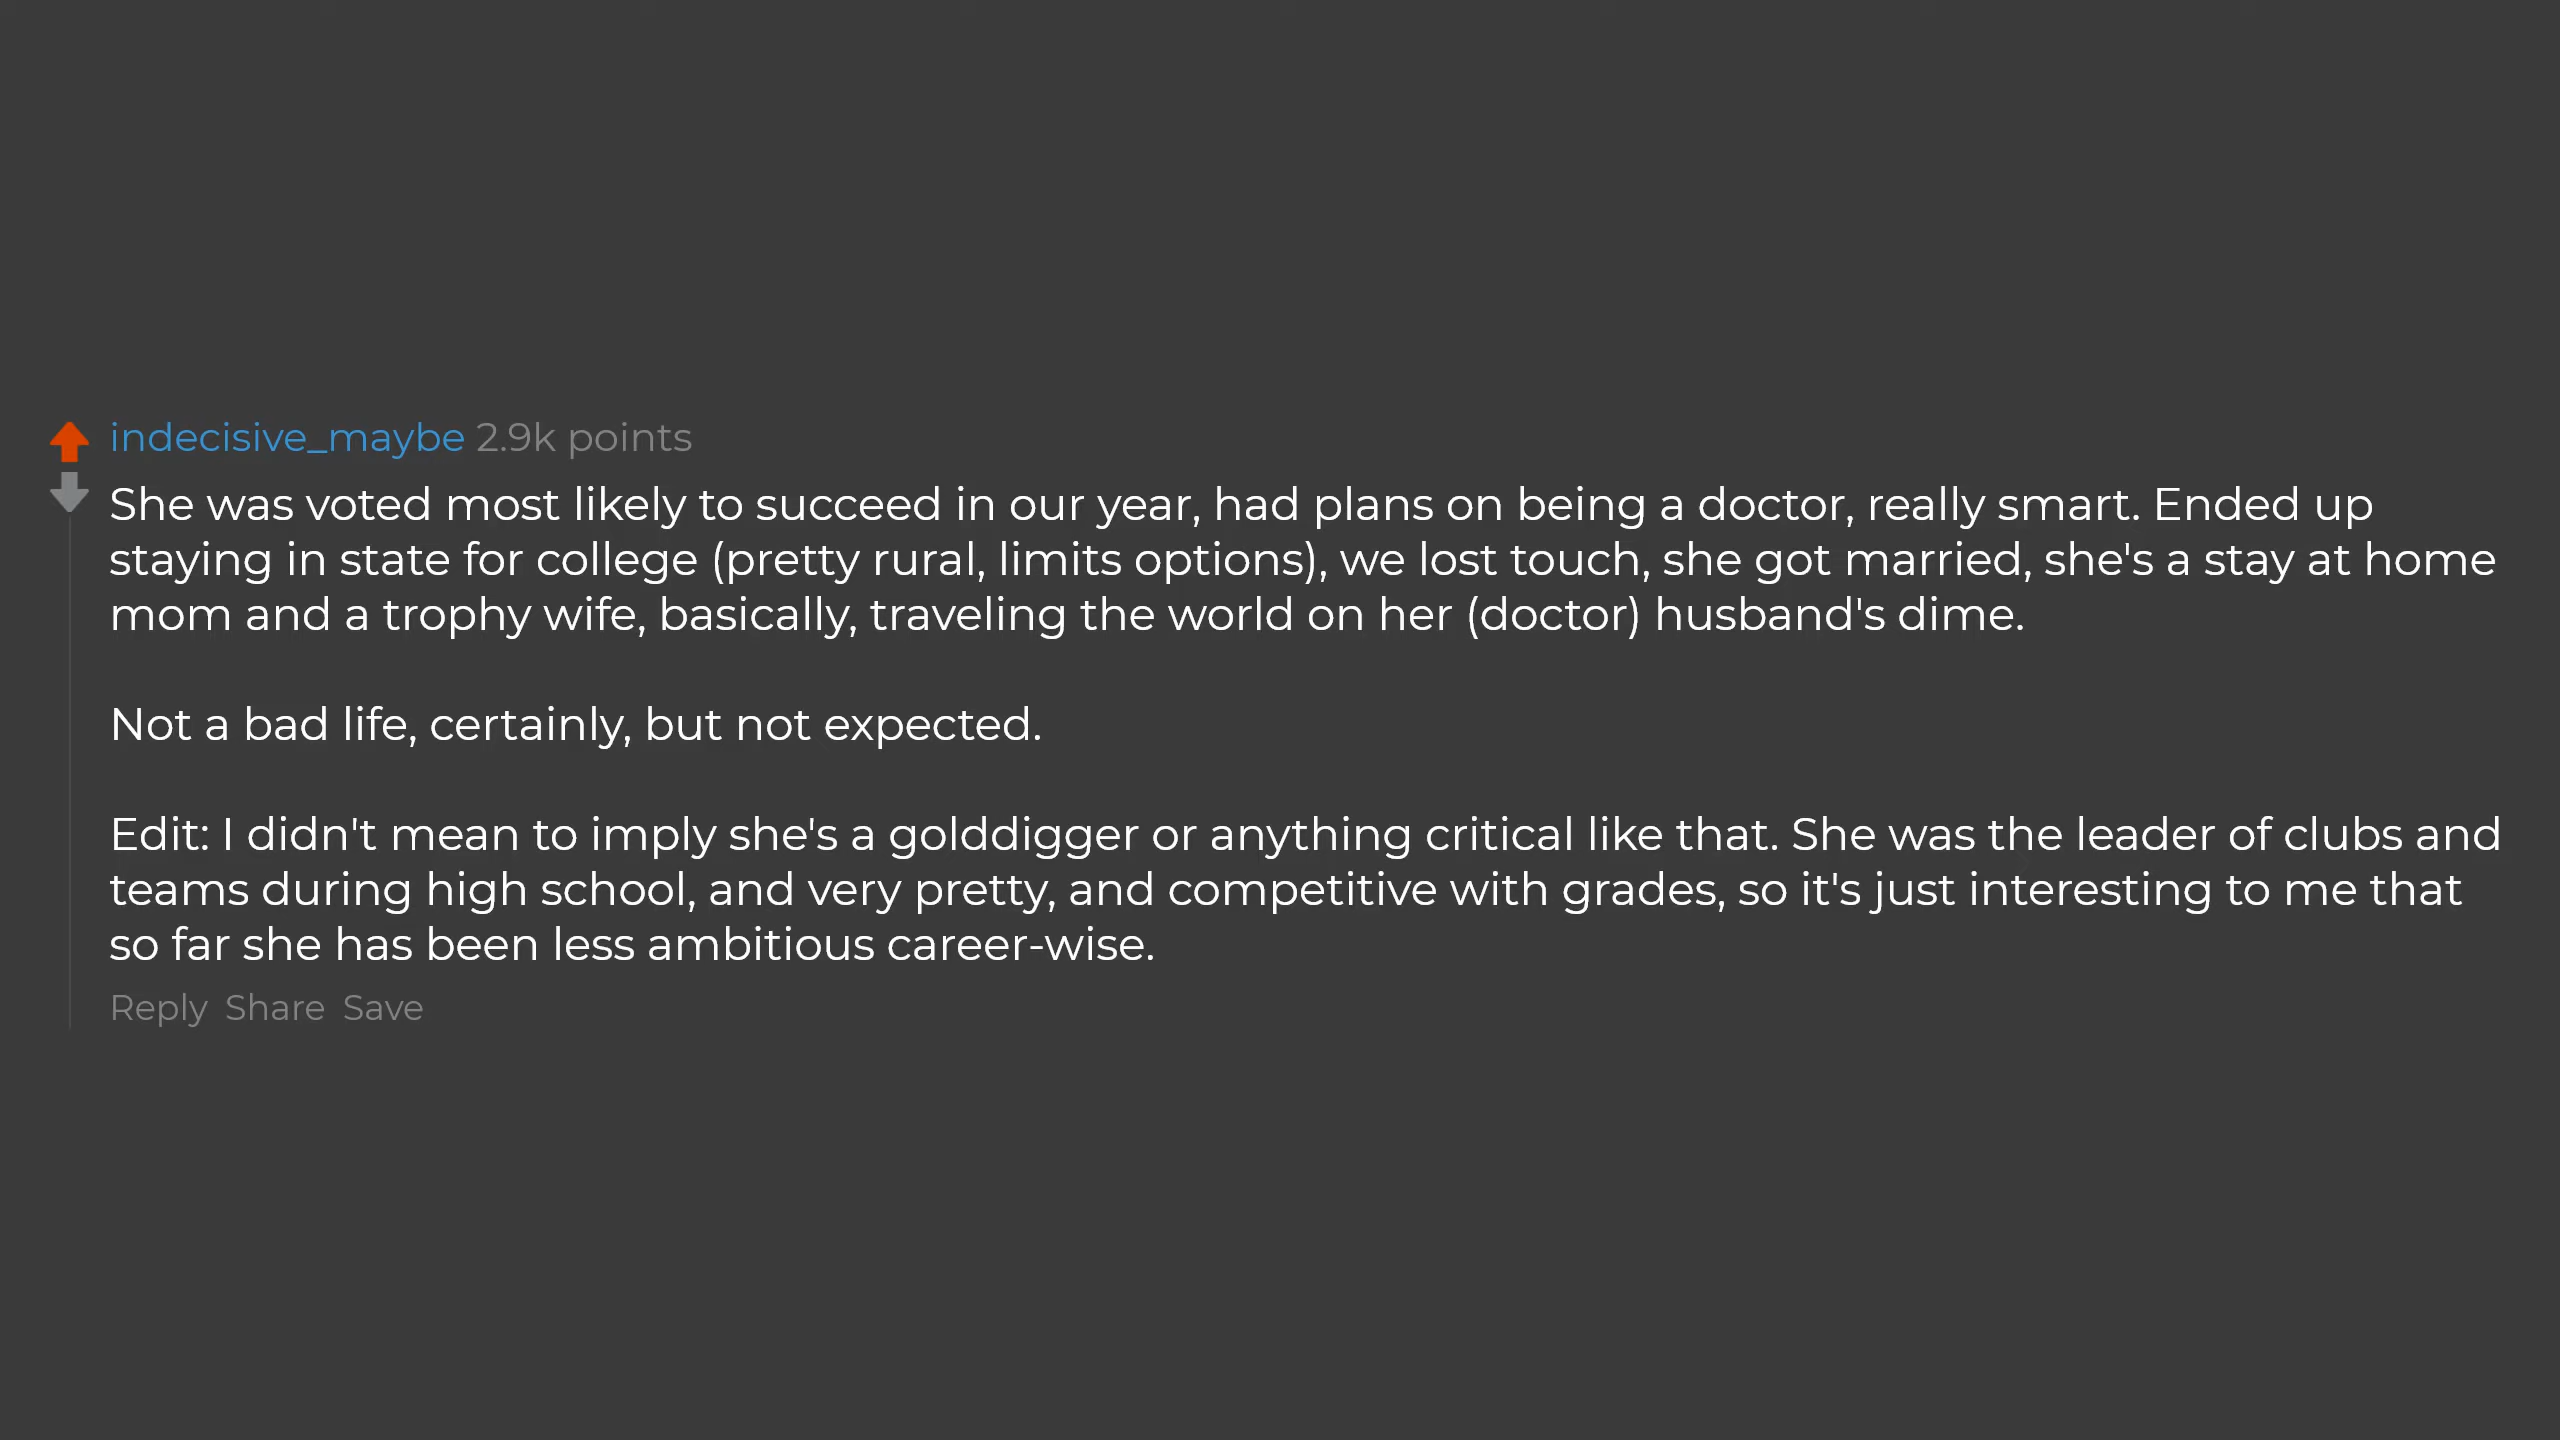 indecisive_maybe 2.9k points
She was voted most likely to succeed in our year, had plans on being a doctor, really smart. Ended up
staying in state for college (pretty rural, limits options), we lost touch, she got married, she's a stay at home
mom and a trophy wife, basically, traveling the world on her (doctor) husband's dime.
Not a bad life, certainly, but not expected.
Edit: I didn't mean to imply she's a golddigger or anything critical like that. She was the leader of clubs and
teams during high school, and very pretty, and competitive with grades, so it's just interesting to me that
so far she has been less ambitious career-wise.
Reply Share Save